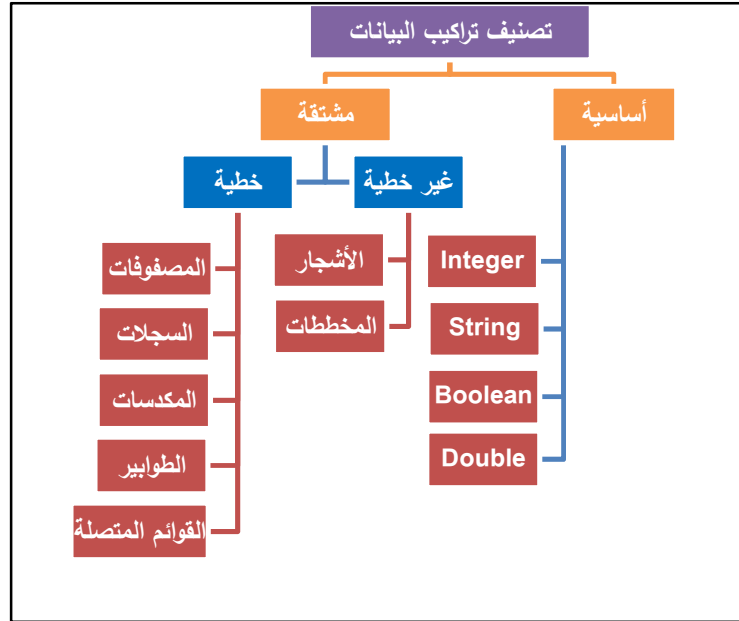 تصنيف تراكيب البيانات
أساسية
مشتقة
غير خطية
خطية
Integer
String
Boolean
Double
الأشجار
المخططات
المصفوفات
السجلات
المكدسات
الطوابير
القوائم المتصلة